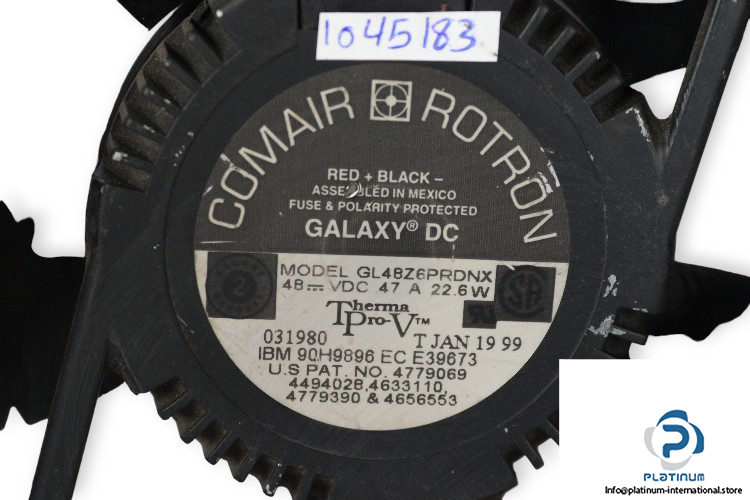 1045183
COMAIR ROTRON
RED + BLACK –
ASSEMBLED IN MEXICO
FUSE & POLARITY PROTECTED
GALAXY® DC
MODEL GL48Z6PRDNX
48 VDC .47 A 22.6 W
Therma
Pro-V™
031980 T JAN 19 99
IBM 90H9896 EC E39673
U.S PAT. NO. 4779069
4494028,4633110,
4779390 & 4656553
PLATINUM
Info@platinum-international.store